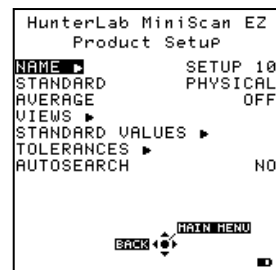 HunterLab MiniScan EZ
Product Setup
NAME ▶ SETUP 10
STANDARD PHYSICAL
AVERAGE OFF
VIEWS ▶
STANDARD VALUES ▶
TOLERANCES ▶
AUTOSEARCH NO
MAIN MENU
BACK